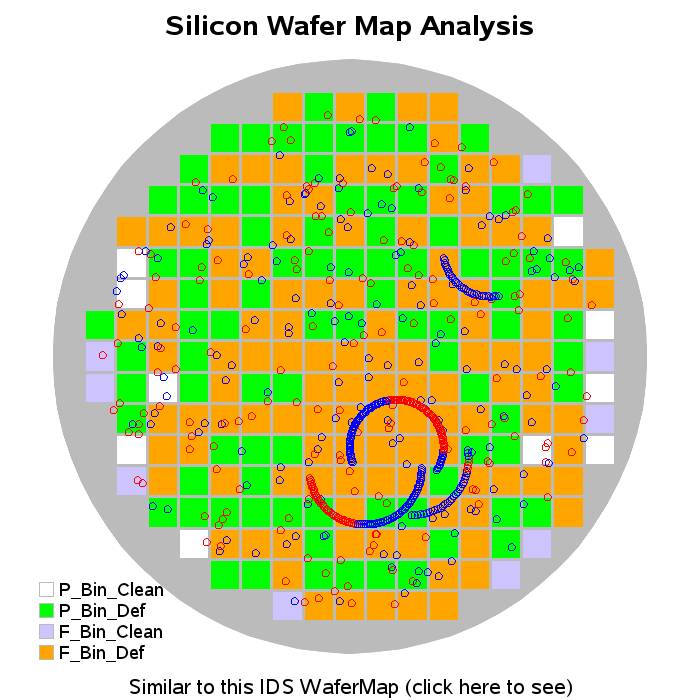 Silicon Wafer Map Analysis
P_Bin_Clean
P_Bin_Def
F_Bin_Clean
F_Bin_Def
Similar to this IDS WaferMap (click here to see)